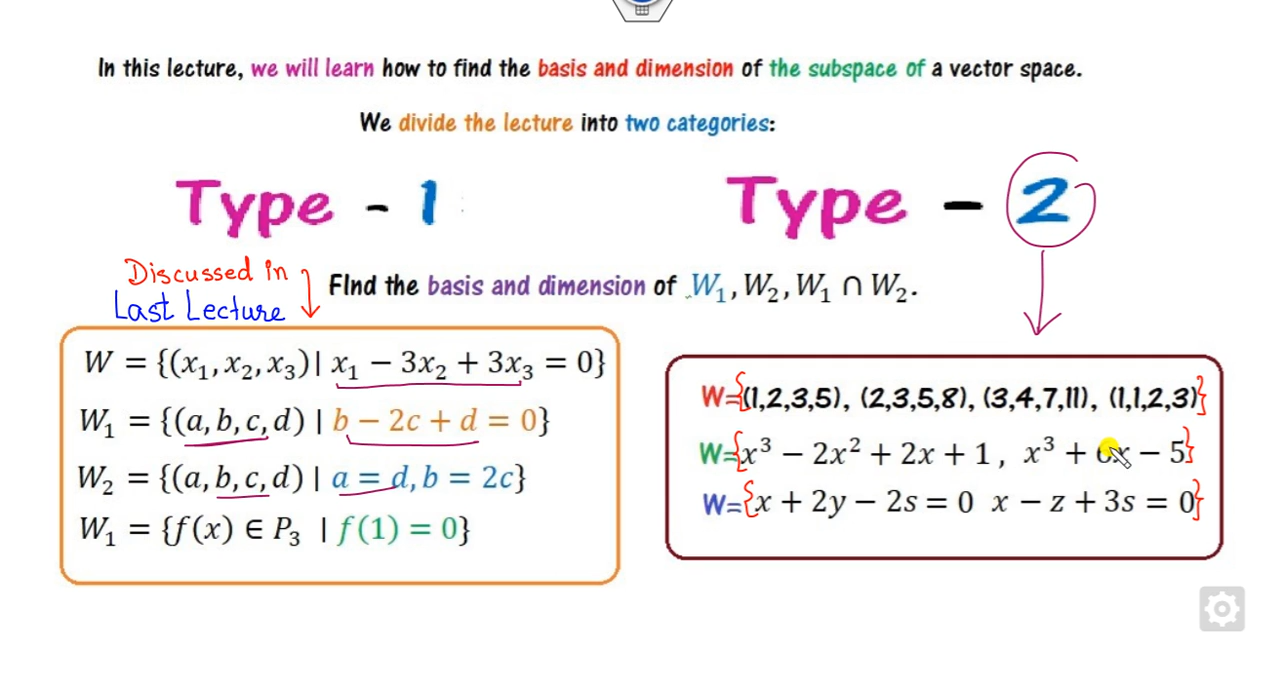 In this lecture, we will learn how to find the basis and dimension of the subspace of a vector space.
We divide the lecture into two categories:
Type - 1
Type - 2
Discussed in
Last Lecture
FInd the basis and dimension of W₁, W₂, W₁ ∩ W₂.
W = {(x₁, x₂, x₃)| x₁ − 3x₂ + 3x₃ = 0}
W₁ = {(a, b, c, d) | b − 2c + d = 0}
W₂ = {(a, b, c, d) | a = d, b = 2c}
W₁ = {f(x) ∈ P₃ | f(1) = 0}
W={(1,2,3,5), (2,3,5,8), (3,4,7,11), (1,1,2,3)}
W={x³ − 2x² + 2x + 1, x³ + x − 5}
W={x + 2y − 2s = 0 x − z + 3s = 0}